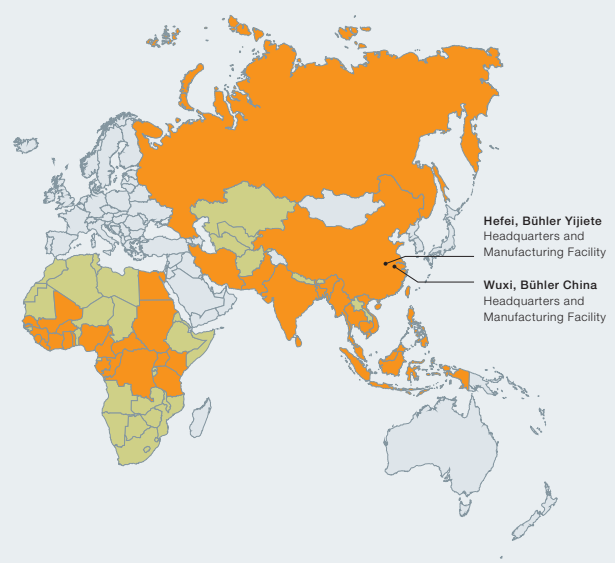 Hefei, Bühler Yijiete
Headquarters and
Manufacturing Facility
Wuxi, Bühler China
Headquarters and
Manufacturing Facility